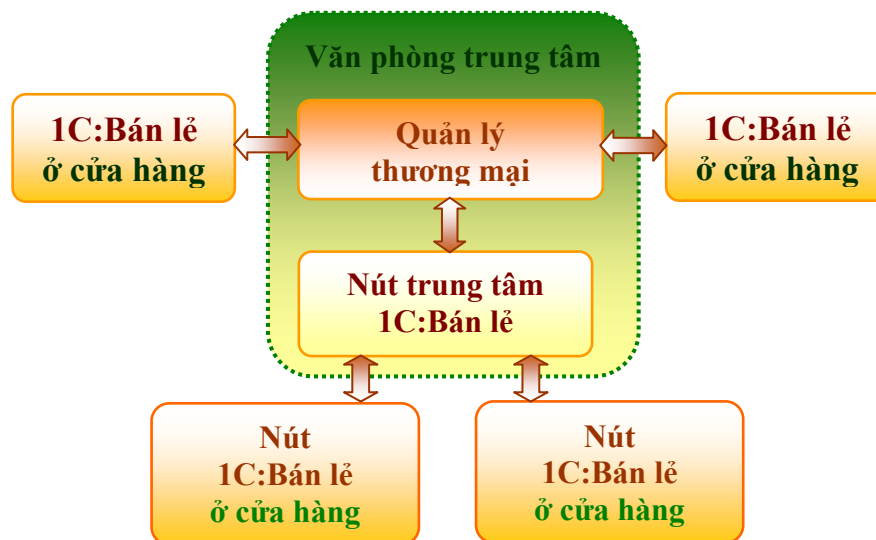 Văn phòng trung tâm
1C:Bán lẻ
ở cửa hàng
Quản lý
thương mại
1C:Bán lẻ
ở cửa hàng
Nút trung tâm
1C:Bán lẻ
Nút
1C:Bán lẻ
ở cửa hàng
Nút
1C:Bán lẻ
ở cửa hàng